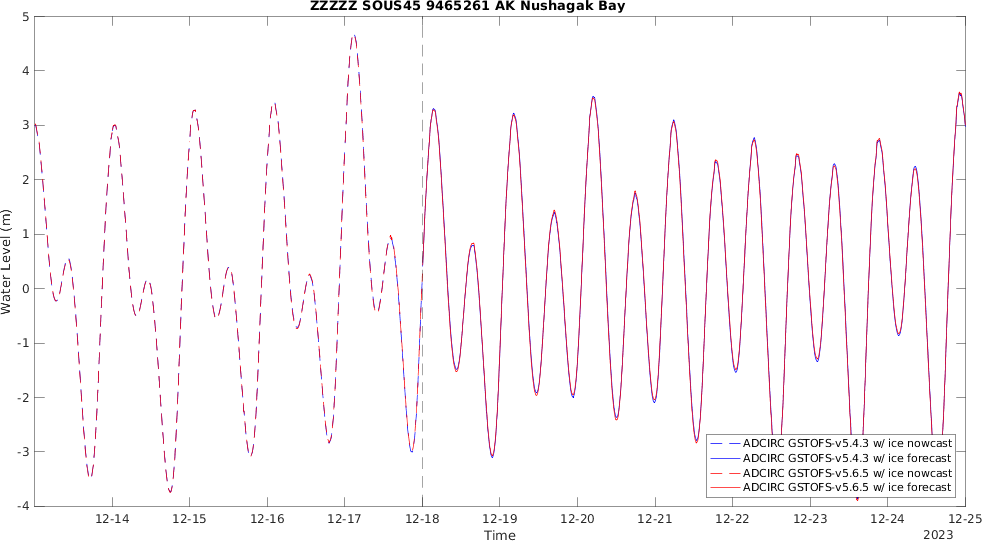 ZZZZZ SOUS45 9465261 AK Nushagak Bay
5
4
3
2
1
0
-1
-2
-3
-4
Water Level (m)
ADCIRC GSTOFS-v5.4.3 w/ ice nowcast
ADCIRC GSTOFS-v5.4.3 w/ ice forecast
ADCIRC GSTOFS-v5.6.5 w/ ice nowcast
ADCIRC GSTOFS-v5.6.5 w/ ice forecast
12-14 12-15 12-16 12-17 12-18 12-19 12-20 12-21 12-22 12-23 12-24 12-25
Time
2023